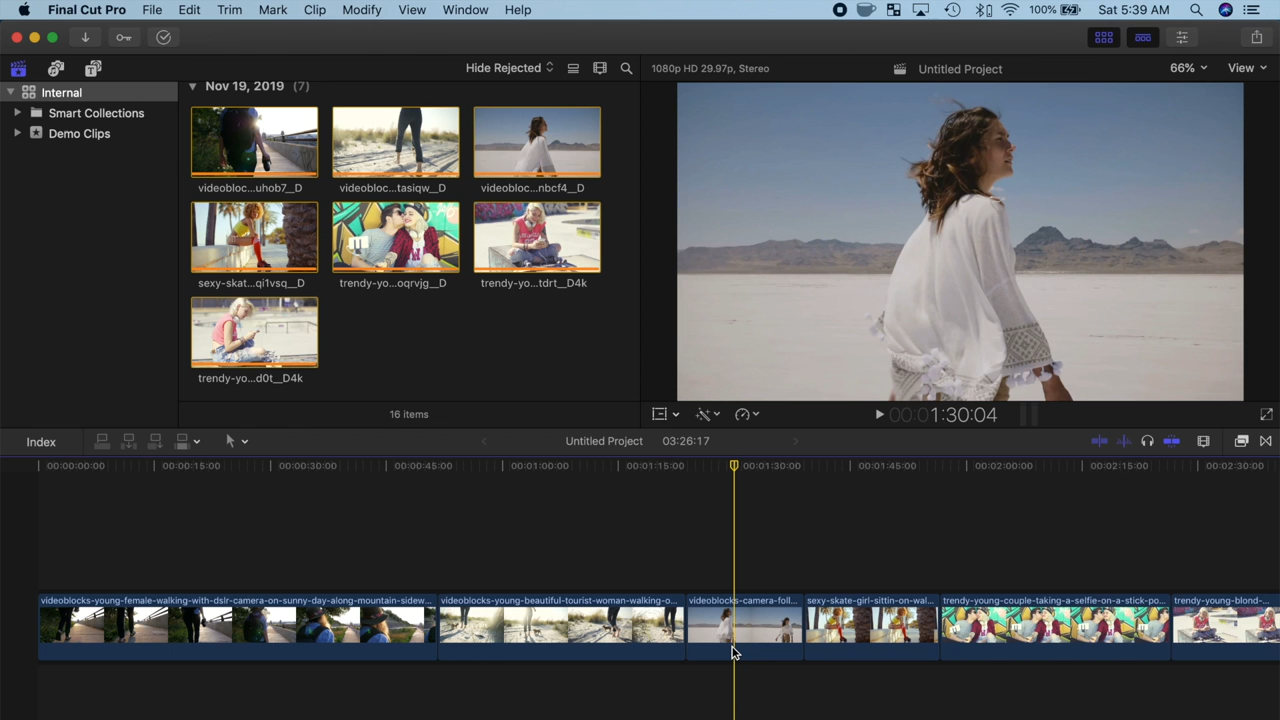 Final Cut Pro File Edit Trim Mark Clip Modify View Window Help 100% Sat 5:39 AM
Hide Rejected 1080p HD 29.97p, Stereo Untitled Project 66% View
Internal
Smart Collections
Demo Clips
Nov 19, 2019 (7)
videobloc...uhob7__D videobloc...tasiqw__D videobloc...nbcf4__D
sexy-skat...qi1vsq__D trendy-yo...oqrvjg__D trendy-yo...tdrt__D4k
trendy-yo...d0t__D4k
16 items 00:00:1:30:04
Index Untitled Project 03:26:17
00:00:00:00 00:00:15:00 00:00:30:00 00:00:45:00 00:01:00:00 00:01:15:00 00:01:30:00 00:01:45:00 00:02:00:00 00:02:15:00 00:02:30:00
videoblocks-young-female-walking-with-dslr-camera-on-sunny-day-along-mountain-sidew... videoblocks-young-beautiful-tourist-woman-walking-o... videoblocks-camera-foll... sexy-skate-girl-sittin-on-wal... trendy-young-couple-taking-a-selfie-on-a-stick-po... trendy-young-blond-...